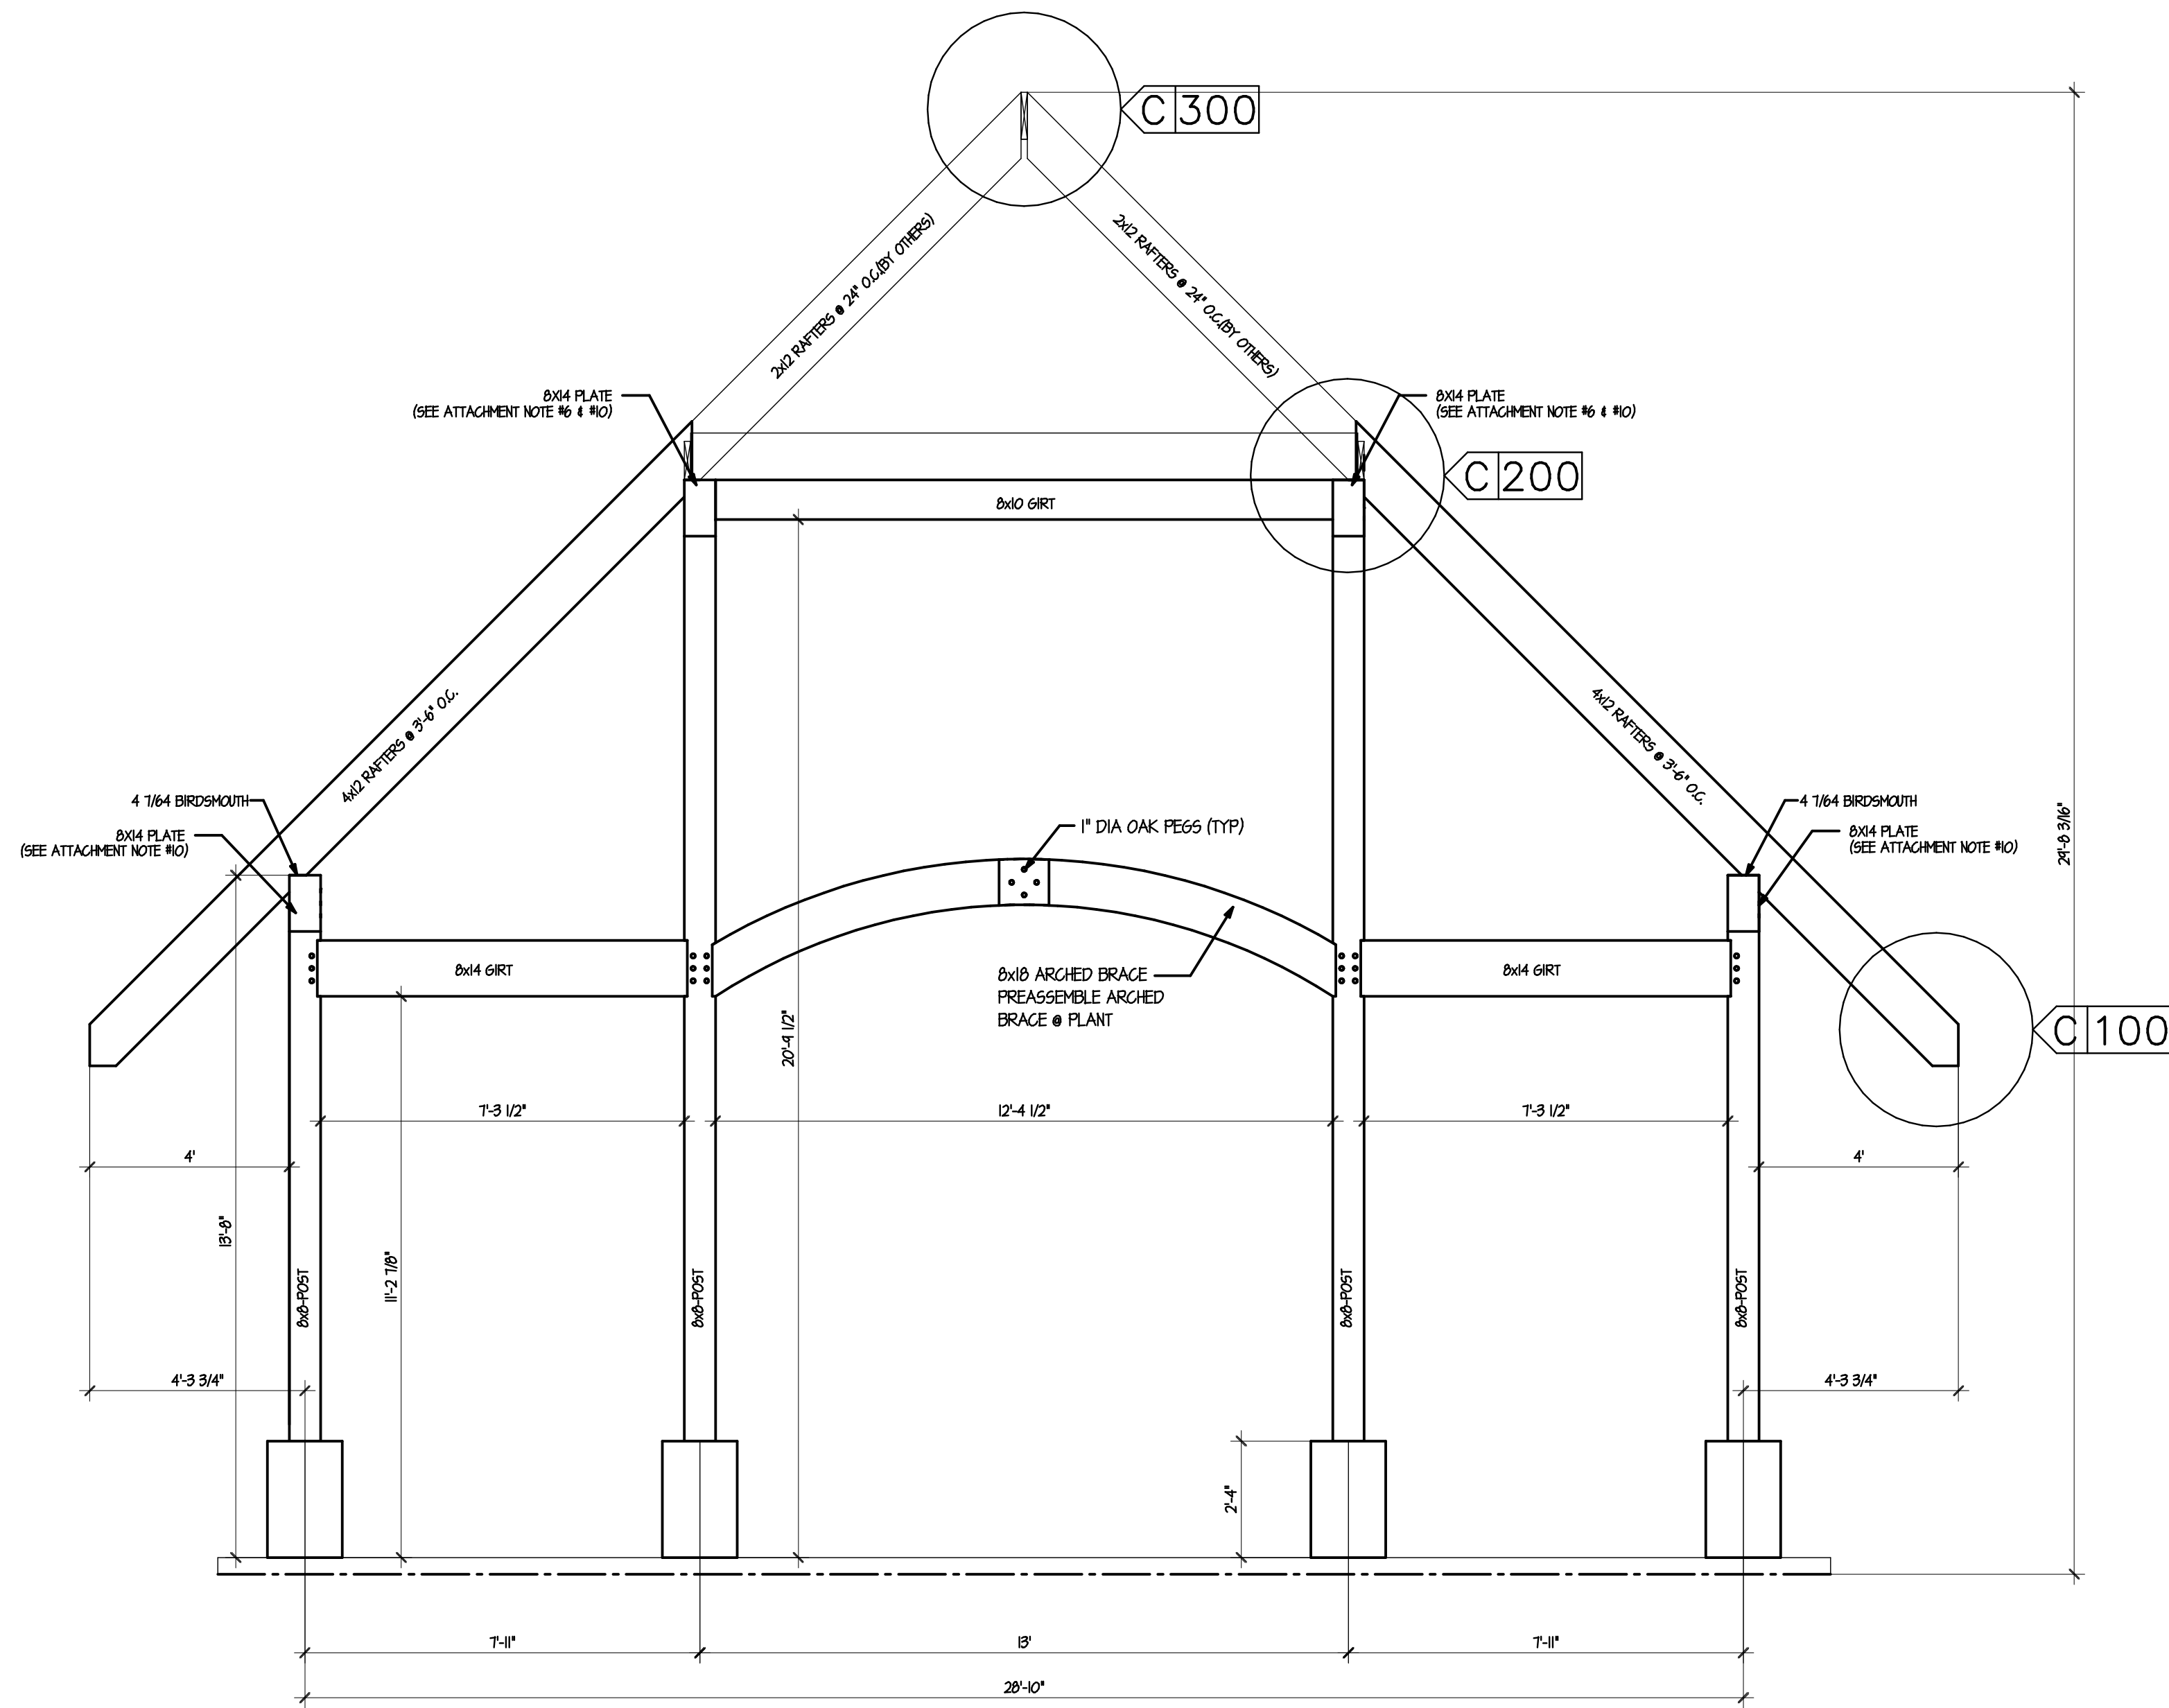 C 300
2x12 RAFTERS @ 24" O.C.(BY OTHERS)
2x12 RAFTERS @ 24" O.C.(BY OTHERS)
8X14 PLATE
(SEE ATTACHMENT NOTE #6 & #10)
8X14 PLATE
(SEE ATTACHMENT NOTE #6 & #10)
C 200
8x10 GIRT
4x12 RAFTERS @ 3'-6" O.C.
4x12 RAFTERS @ 3'-6" O.C.
29'-8 3/16"
4 7/64 BIRDSMOUTH
8X14 PLATE
(SEE ATTACHMENT NOTE #10)
1" DIA OAK PEGS (TYP)
4 7/64 BIRDSMOUTH
8X14 PLATE
(SEE ATTACHMENT NOTE #10)
8x14 GIRT
8x18 ARCHED BRACE
PREASSEMBLE ARCHED
BRACE @ PLANT
8x14 GIRT
C 100
20'-9 1/2"
7'-3 1/2"
12'-4 1/2"
7'-3 1/2"
4'
4'
13'-8"
11'-2 7/8"
8x8-POST
8x8-POST
8x8-POST
8x8-POST
4'-3 3/4"
4'-3 3/4"
2'-4"
7'-11"
13'
7'-11"
28'-10"